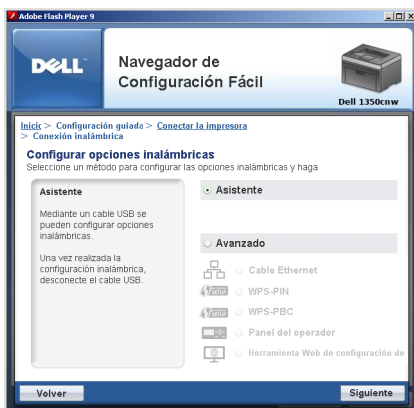 Adobe Flash Player 9
DELL™
Navegador de
Configuración Fácil
Dell 1350cnw
Inicio > Configuración guiada > Conectar la impresora
> Conexión inalámbrica
Configurar opciones inalámbricas
Seleccione un método para configurar las opciones inalámbricas y haga
Asistente
Mediante un cable USB se
pueden configurar opciones
inalámbricas.
Una vez realizada la
configuración inalámbrica,
desconecte el cable USB.
Asistente
Avanzado
Cable Ethernet
WPS-PIN
WPS-PBC
Panel del operador
Herramienta Web de configuración de
Volver
Siguiente